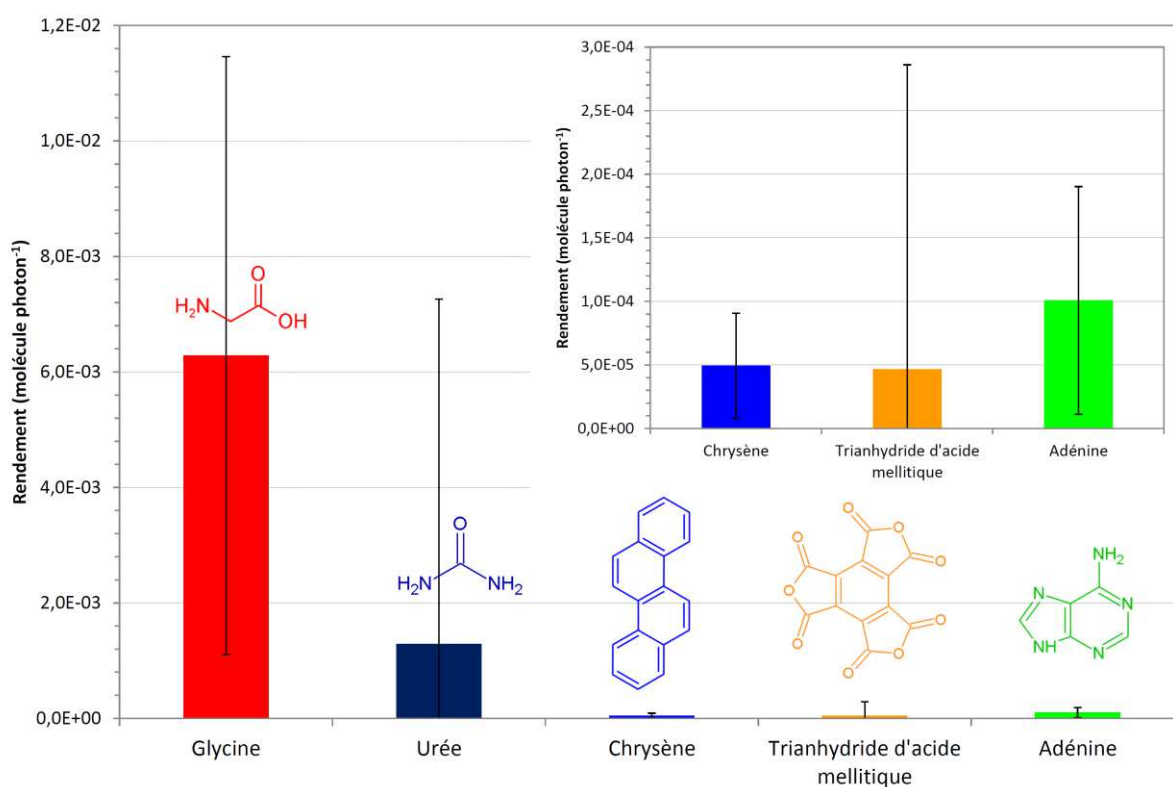 Rendement (molécule photon⁻¹)
1,2E-02
1,0E-02
8,0E-03
6,0E-03
4,0E-03
2,0E-03
0,0E+00
O
H₂N
OH
O
H₂N
NH₂
Rendement (molécule photon⁻¹)
3,0E-04
2,5E-04
2,0E-04
1,5E-04
1,0E-04
5,0E-05
0,0E+00
Chrysène
Trianhydride d'acide
mellitique
Adénine
O
O
O
O
O
O
O
O
O
NH₂
N
N
NH
N
Glycine
Urée
Chrysène
Trianhydride d'acide
mellitique
Adénine